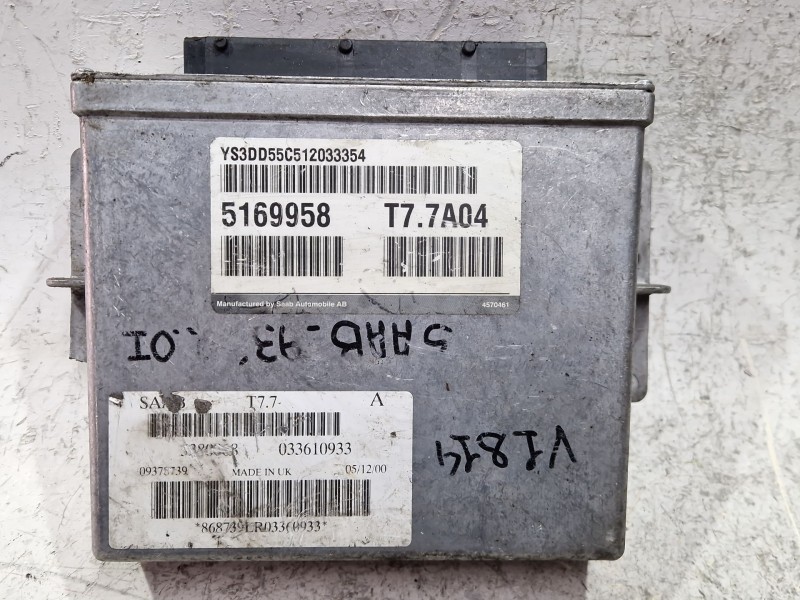 YS3DD55C512033354
5169958 T7.7A04
Manufactured by Saab Automobile AB 4570461
SAAB-93
V1814
T7.7- A
033610933
MADE IN UK 05/12/00